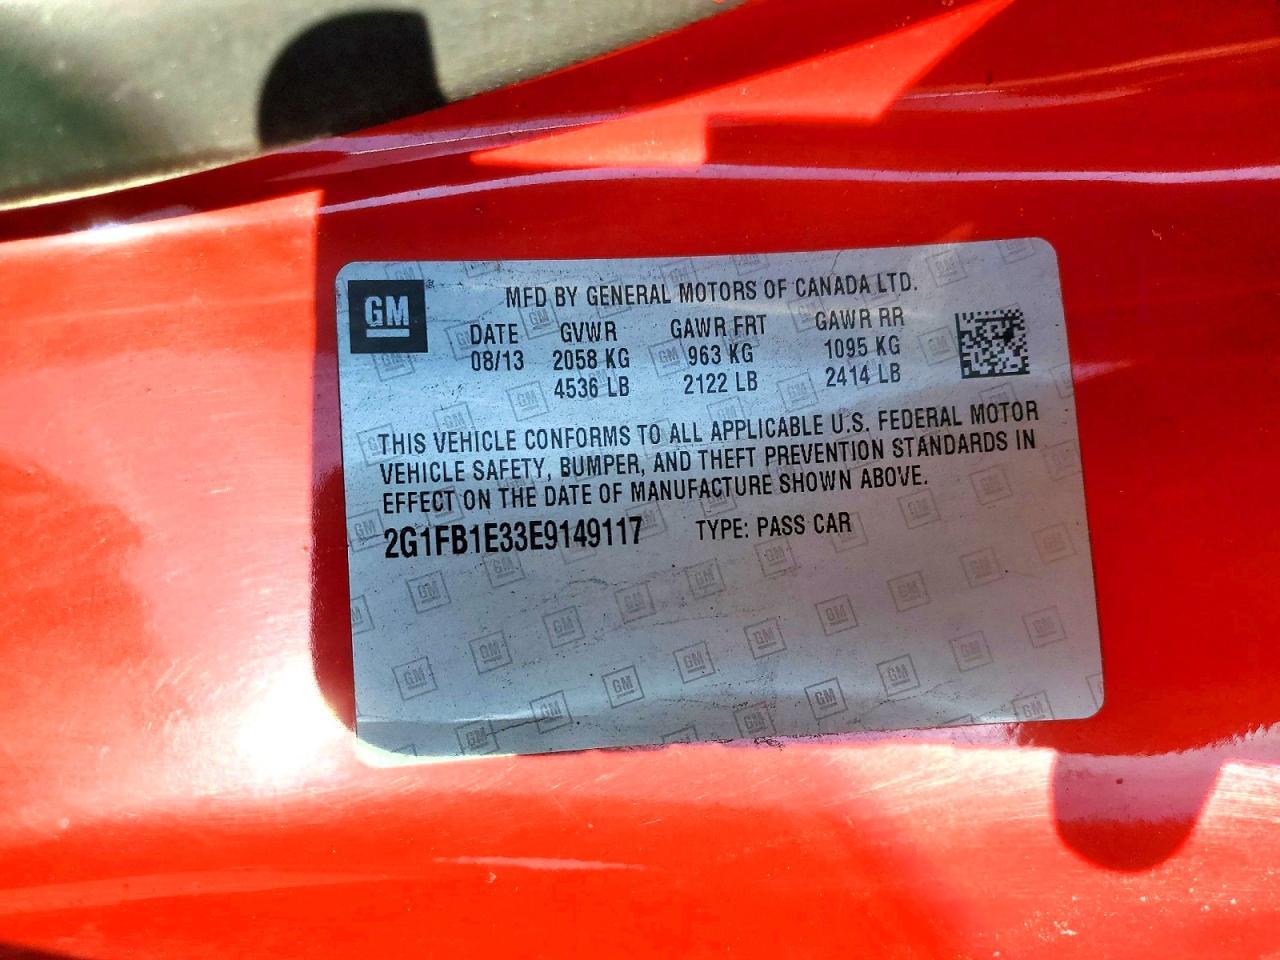 GM
MFD BY GENERAL MOTORS OF CANADA LTD.
DATE GVWR GAWR FRT GAWR RR
08/13 2058 KG 963 KG 1095 KG
4536 LB 2122 LB 2414 LB
THIS VEHICLE CONFORMS TO ALL APPLICABLE U.S. FEDERAL MOTOR
VEHICLE SAFETY, BUMPER, AND THEFT PREVENTION STANDARDS IN
EFFECT ON THE DATE OF MANUFACTURE SHOWN ABOVE.
2G1FB1E33E9149117 TYPE: PASS CAR